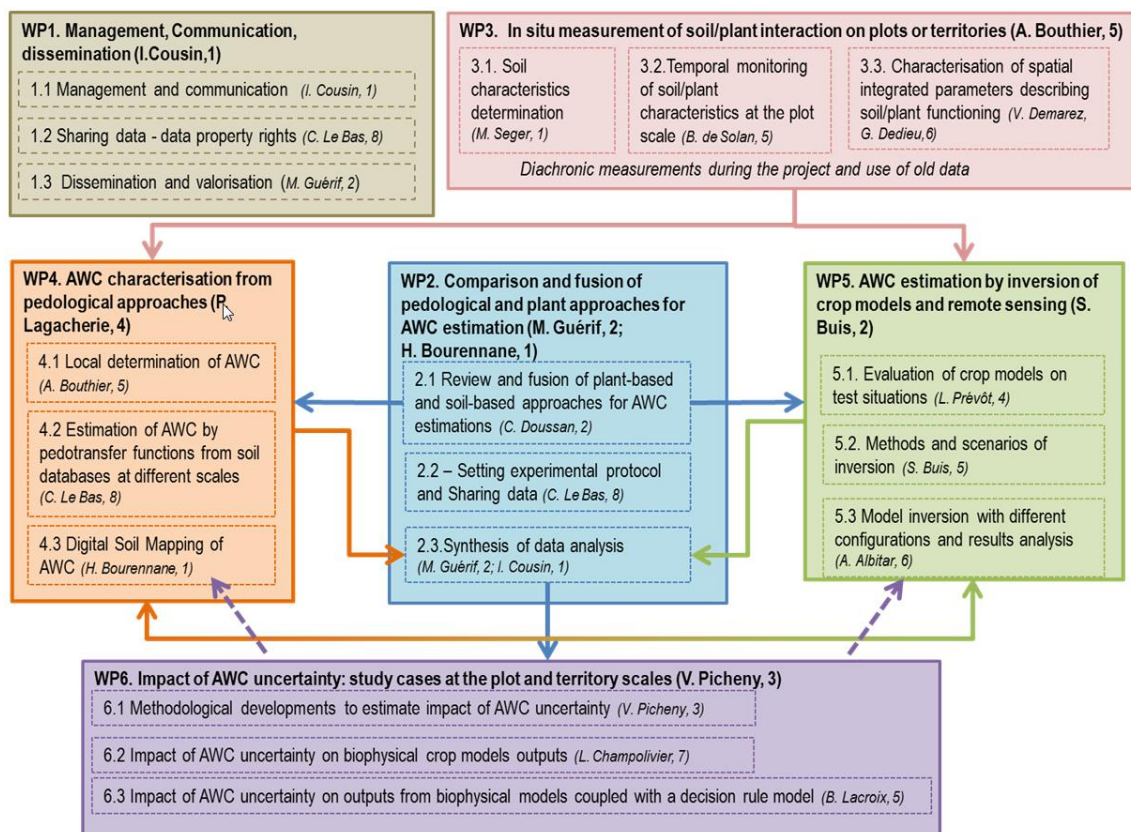 WP1. Management, Communication,
dissemination (I.Cousin,1)
1.1 Management and communication (I. Cousin, 1)
1.2 Sharing data - data property rights (C. Le Bas, 8)
1.3 Dissemination and valorisation (M. Guérif, 2)
WP3. In situ measurement of soil/plant interaction on plots or territories (A. Bouthier, 5)
3.1. Soil
characteristics
determination
(M. Seger, 1)
3.2.Temporal monitoring
of soil/plant
characteristics at the plot
scale (B. de Solan, 5)
3.3. Characterisation of spatial
integrated parameters describing
soil/plant functioning (V. Demarez,
G. Dedieu,6)
Diachronic measurements during the project and use of old data
WP4. AWC characterisation from
pedological approaches (P.
Lagacherie, 4)
4.1 Local determination of AWC
(A. Bouthier, 5)
4.2 Estimation of AWC by
pedotransfer functions from soil
databases at different scales
(C. Le Bas, 8)
4.3 Digital Soil Mapping of
AWC (H. Bourennane, 1)
WP2. Comparison and fusion of
pedological and plant approaches for
AWC estimation (M. Guérif, 2;
H. Bourennane, 1)
2.1 Review and fusion of plant-based
and soil-based approaches for AWC
estimations (C. Doussan, 2)
2.2 – Setting experimental protocol
and Sharing data (C. Le Bas, 8)
2.3.Synthesis of data analysis
(M. Guérif, 2; I. Cousin, 1)
WP5. AWC estimation by inversion of
crop models and remote sensing (S.
Buis, 2)
5.1. Evaluation of crop models on
test situations (L. Prévôt, 4)
5.2. Methods and scenarios of
inversion (S. Buis, 5)
5.3 Model inversion with different
configurations and results analysis
(A. Albitar, 6)
WP6. Impact of AWC uncertainty: study cases at the plot and territory scales (V. Picheny, 3)
6.1 Methodological developments to estimate impact of AWC uncertainty (V. Picheny, 3)
6.2 Impact of AWC uncertainty on biophysical crop models outputs (L. Champolivier, 7)
6.3 Impact of AWC uncertainty on outputs from biophysical models coupled with a decision rule model (B. Lacroix, 5)